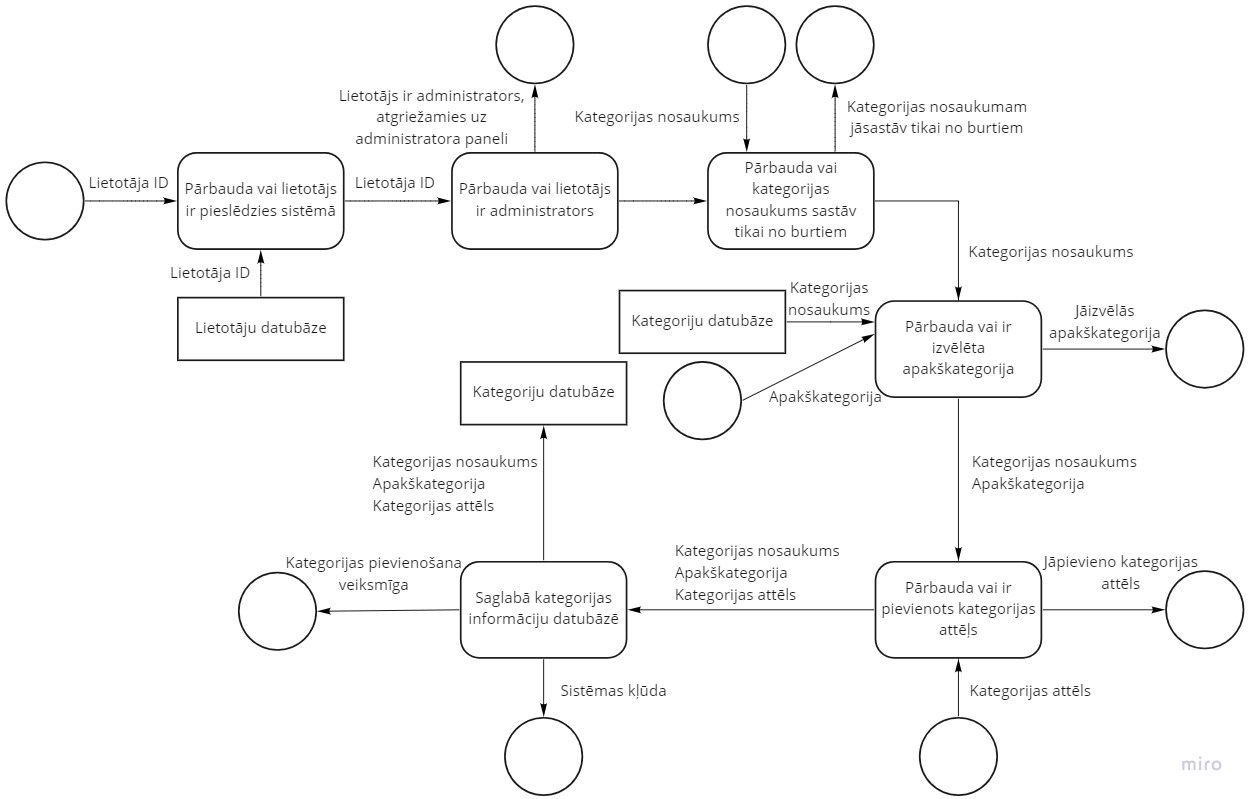 Lietotājs ir administrators,
atgriežamies uz
administratora paneli
Kategorijas nosaukums
Kategorijas nosaukumam
jāsastāv tikai no burtiem
Lietotāja ID
Pārbauda vai lietotājs
ir pieslēdzies sistēmā
Lietotāja ID
Pārbauda vai lietotājs
ir administrators
Pārbauda vai
kategorijas
nosaukums sastāv
tikai no burtiem
Lietotāja ID
Lietotāju datubāze
Kategorijas nosaukums
Kategoriju datubāze
Kategorijas
nosaukums
Pārbauda vai ir
izvēlēta
apakškategorija
Jāizvēlās
apakškategorija
Apakškategorija
Kategoriju datubāze
Kategorijas nosaukums
Apakškategorija
Kategorijas attēls
Kategorijas nosaukums
Apakškategorija
Kategorijas pievienošana
veiksmīga
Saglabā kategorijas
informāciju datubāzē
Kategorijas nosaukums
Apakškategorija
Kategorijas attēls
Pārbauda vai ir
pievienots kategorijas
attēļs
Jāpievieno kategorijas
attēls
Sistēmas kļūda
Kategorijas attēls
miro